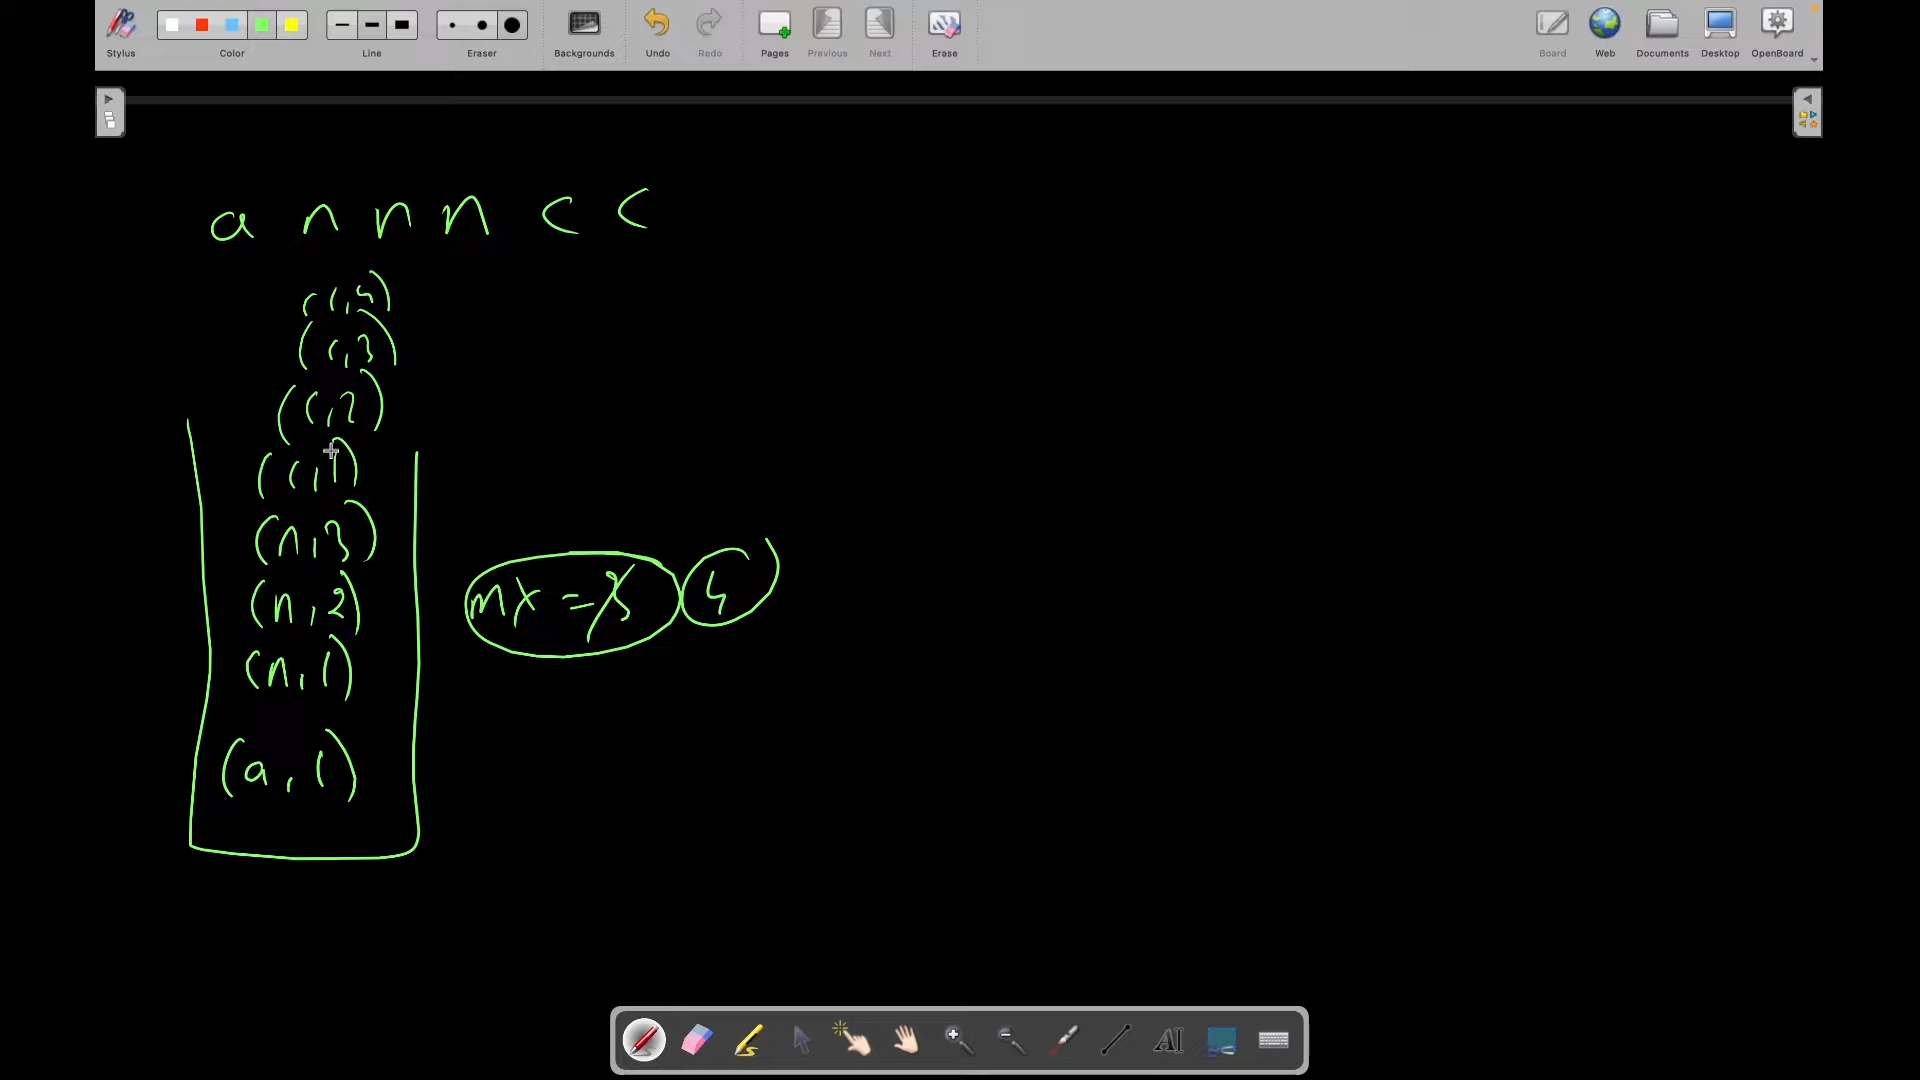 Stylus Color Line Eraser Backgrounds Undo Redo Pages Previous Next Erase Board Web Documents Desktop OpenBoard
a n n n c c
(c,4)
(c,3)
(c,2)
(c,1)
(n,3)
(n,2)
mx = 3 4
(n,1)
(a,1)
AI